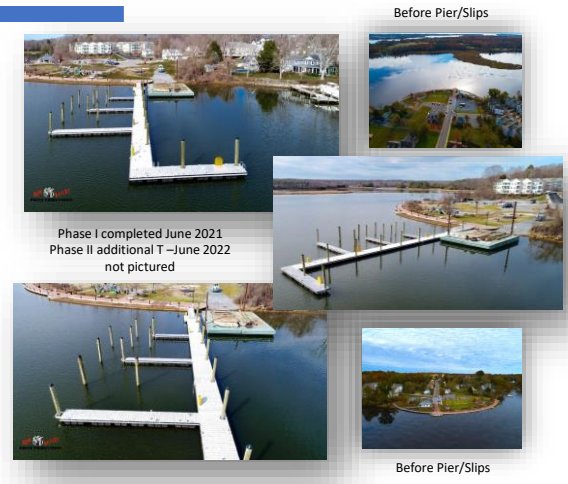 Before Pier/Slips
Phase I completed June 2021
Phase II additional T –June 2022
not pictured
Before Pier/Slips